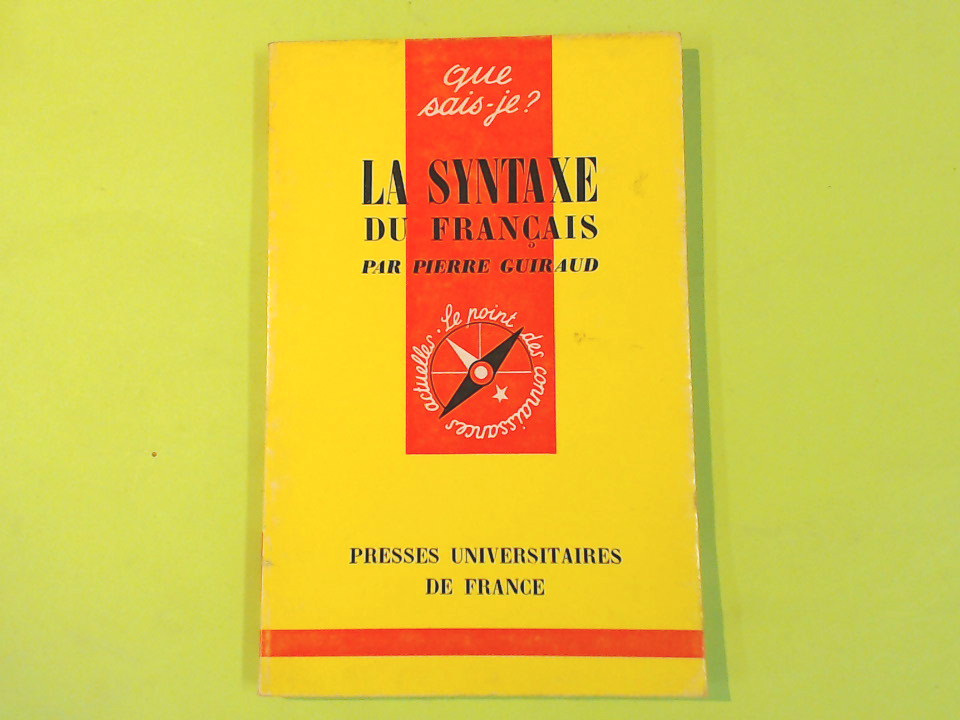 que
sais-je?
LA SYNTAXE
DU FRANÇAIS
PAR PIERRE GUIRAUD
Le point des connaissances actuelles.
PRESSES UNIVERSITAIRES
DE FRANCE